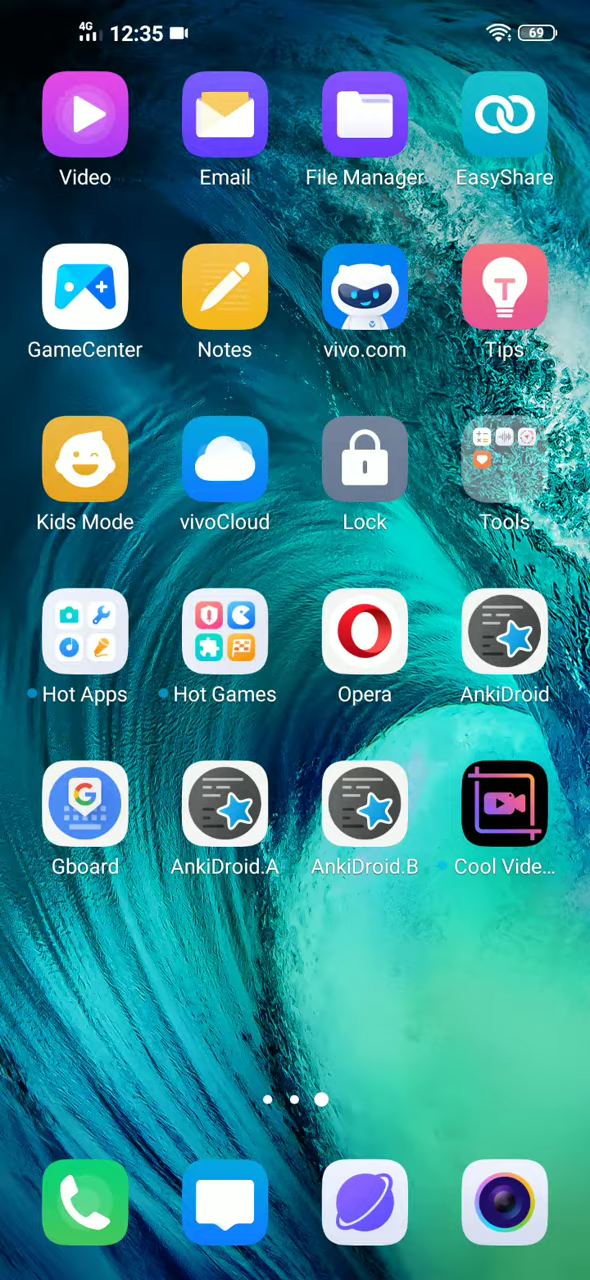 4G 12:35 69
Video Email File Manager EasyShare
GameCenter Notes vivo.com Tips
Kids Mode vivoCloud Lock Tools
Hot Apps Hot Games Opera AnkiDroid
Gboard AnkiDroid.A AnkiDroid.B Cool Vide...